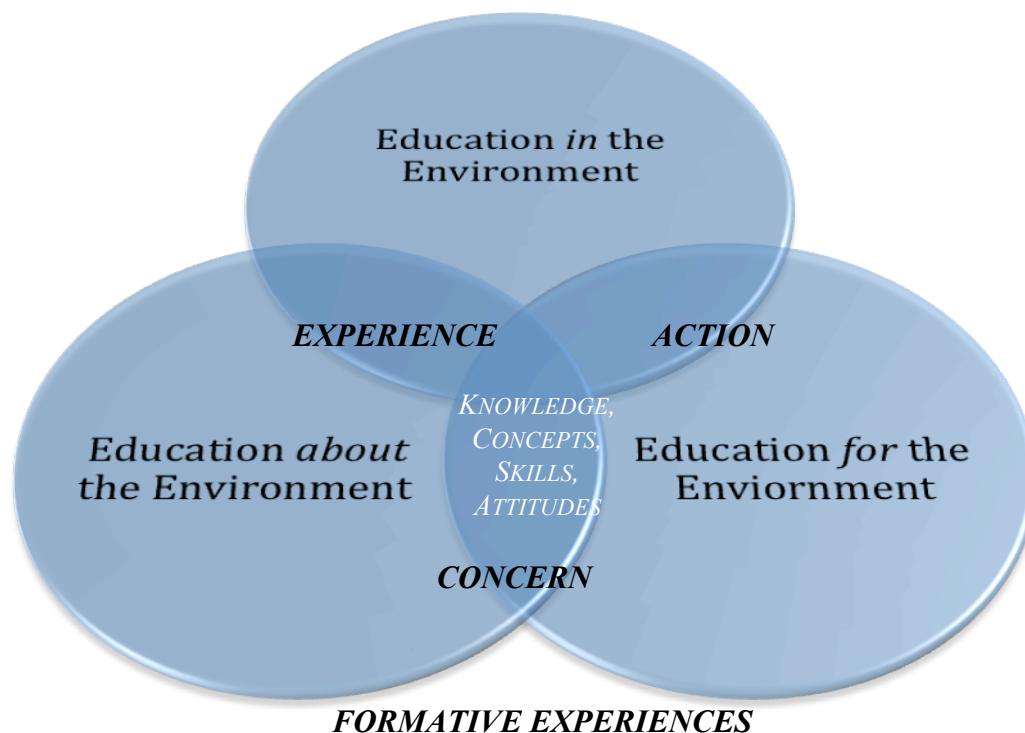 Education in the
Environment
EXPERIENCE
ACTION
KNOWLEDGE,
CONCEPTS,
SKILLS,
ATTITUDES
Education about
the Environment
Education for the
Enviornment
CONCERN
FORMATIVE EXPERIENCES